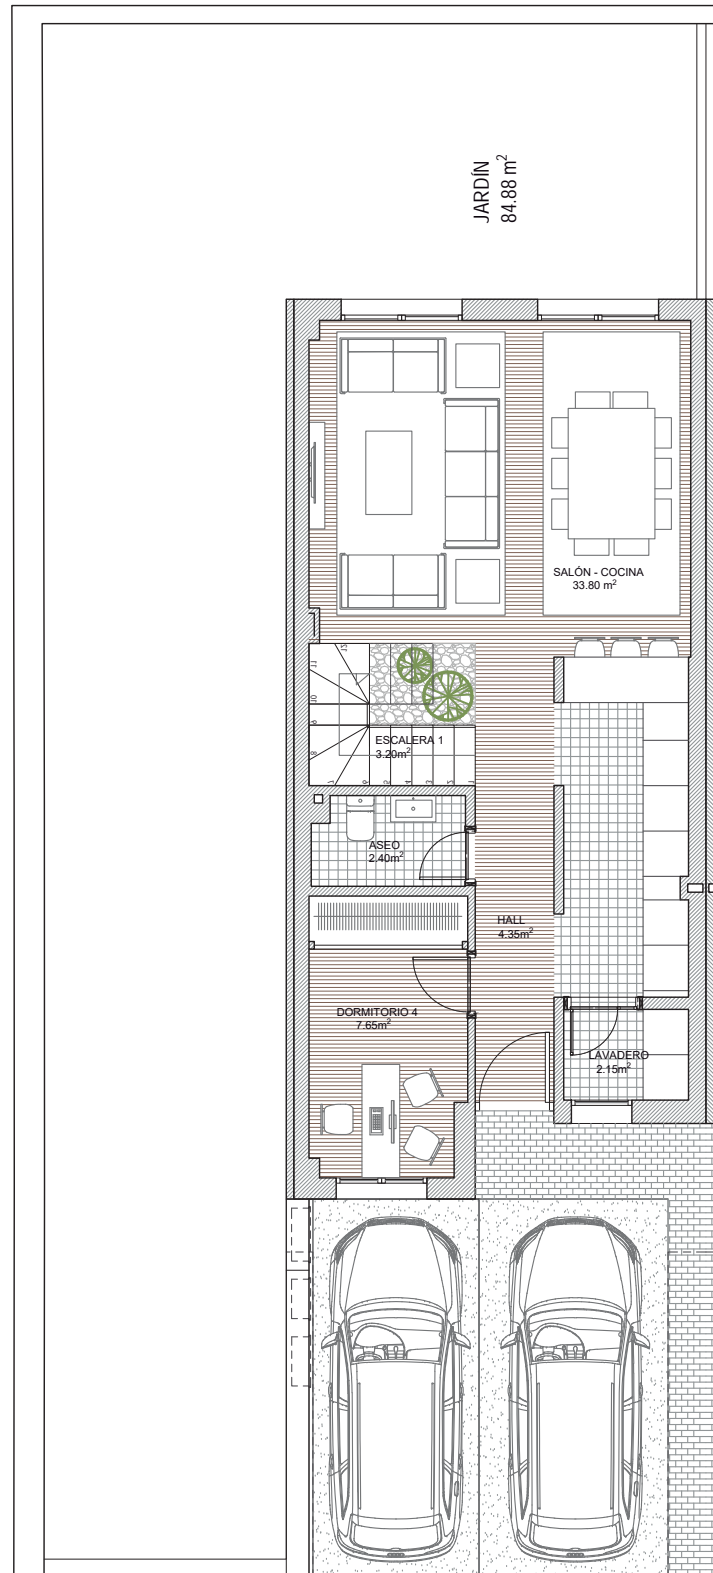 JARDÍN
84.88 m²
SALÓN - COCINA
33.80 m²
ESCALERA 1
3.20m²
ASEO
2.40m²
HALL
4.35m²
DORMITORIO 4
7.65m²
LAVADERO
2.15m²